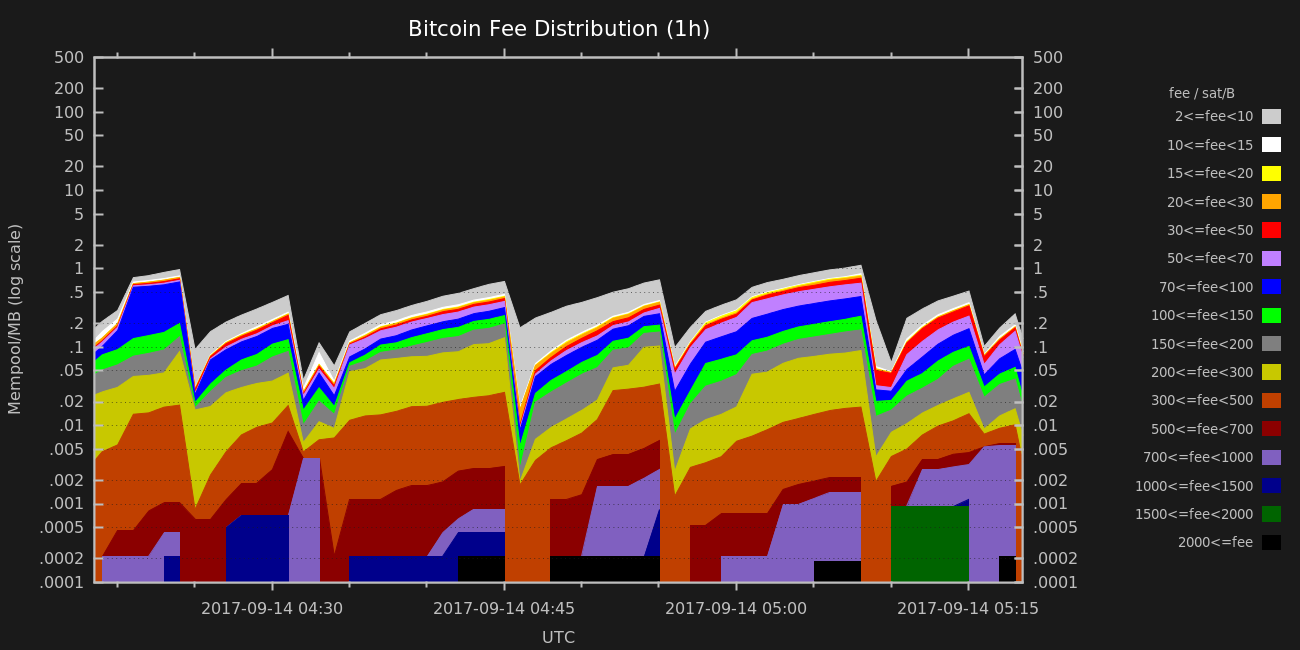 Bitcoin Fee Distribution (1h)
500 500
200 200
100 100
50 50
20 20
10 10
5 5
2 2
1 1
.5 .5
.2 .2
.1 .1
.05 .05
.02 .02
.01 .01
.005 .005
.002 .002
.001 .001
.0005 .0005
.0002 .0002
.0001 .0001
Mempool/MB (log scale)
2017-09-14 04:30 2017-09-14 04:45 2017-09-14 05:00 2017-09-14 05:15
UTC
fee / sat/B
2<=fee<10
10<=fee<15
15<=fee<20
20<=fee<30
30<=fee<50
50<=fee<70
70<=fee<100
100<=fee<150
150<=fee<200
200<=fee<300
300<=fee<500
500<=fee<700
700<=fee<1000
1000<=fee<1500
1500<=fee<2000
2000<=fee